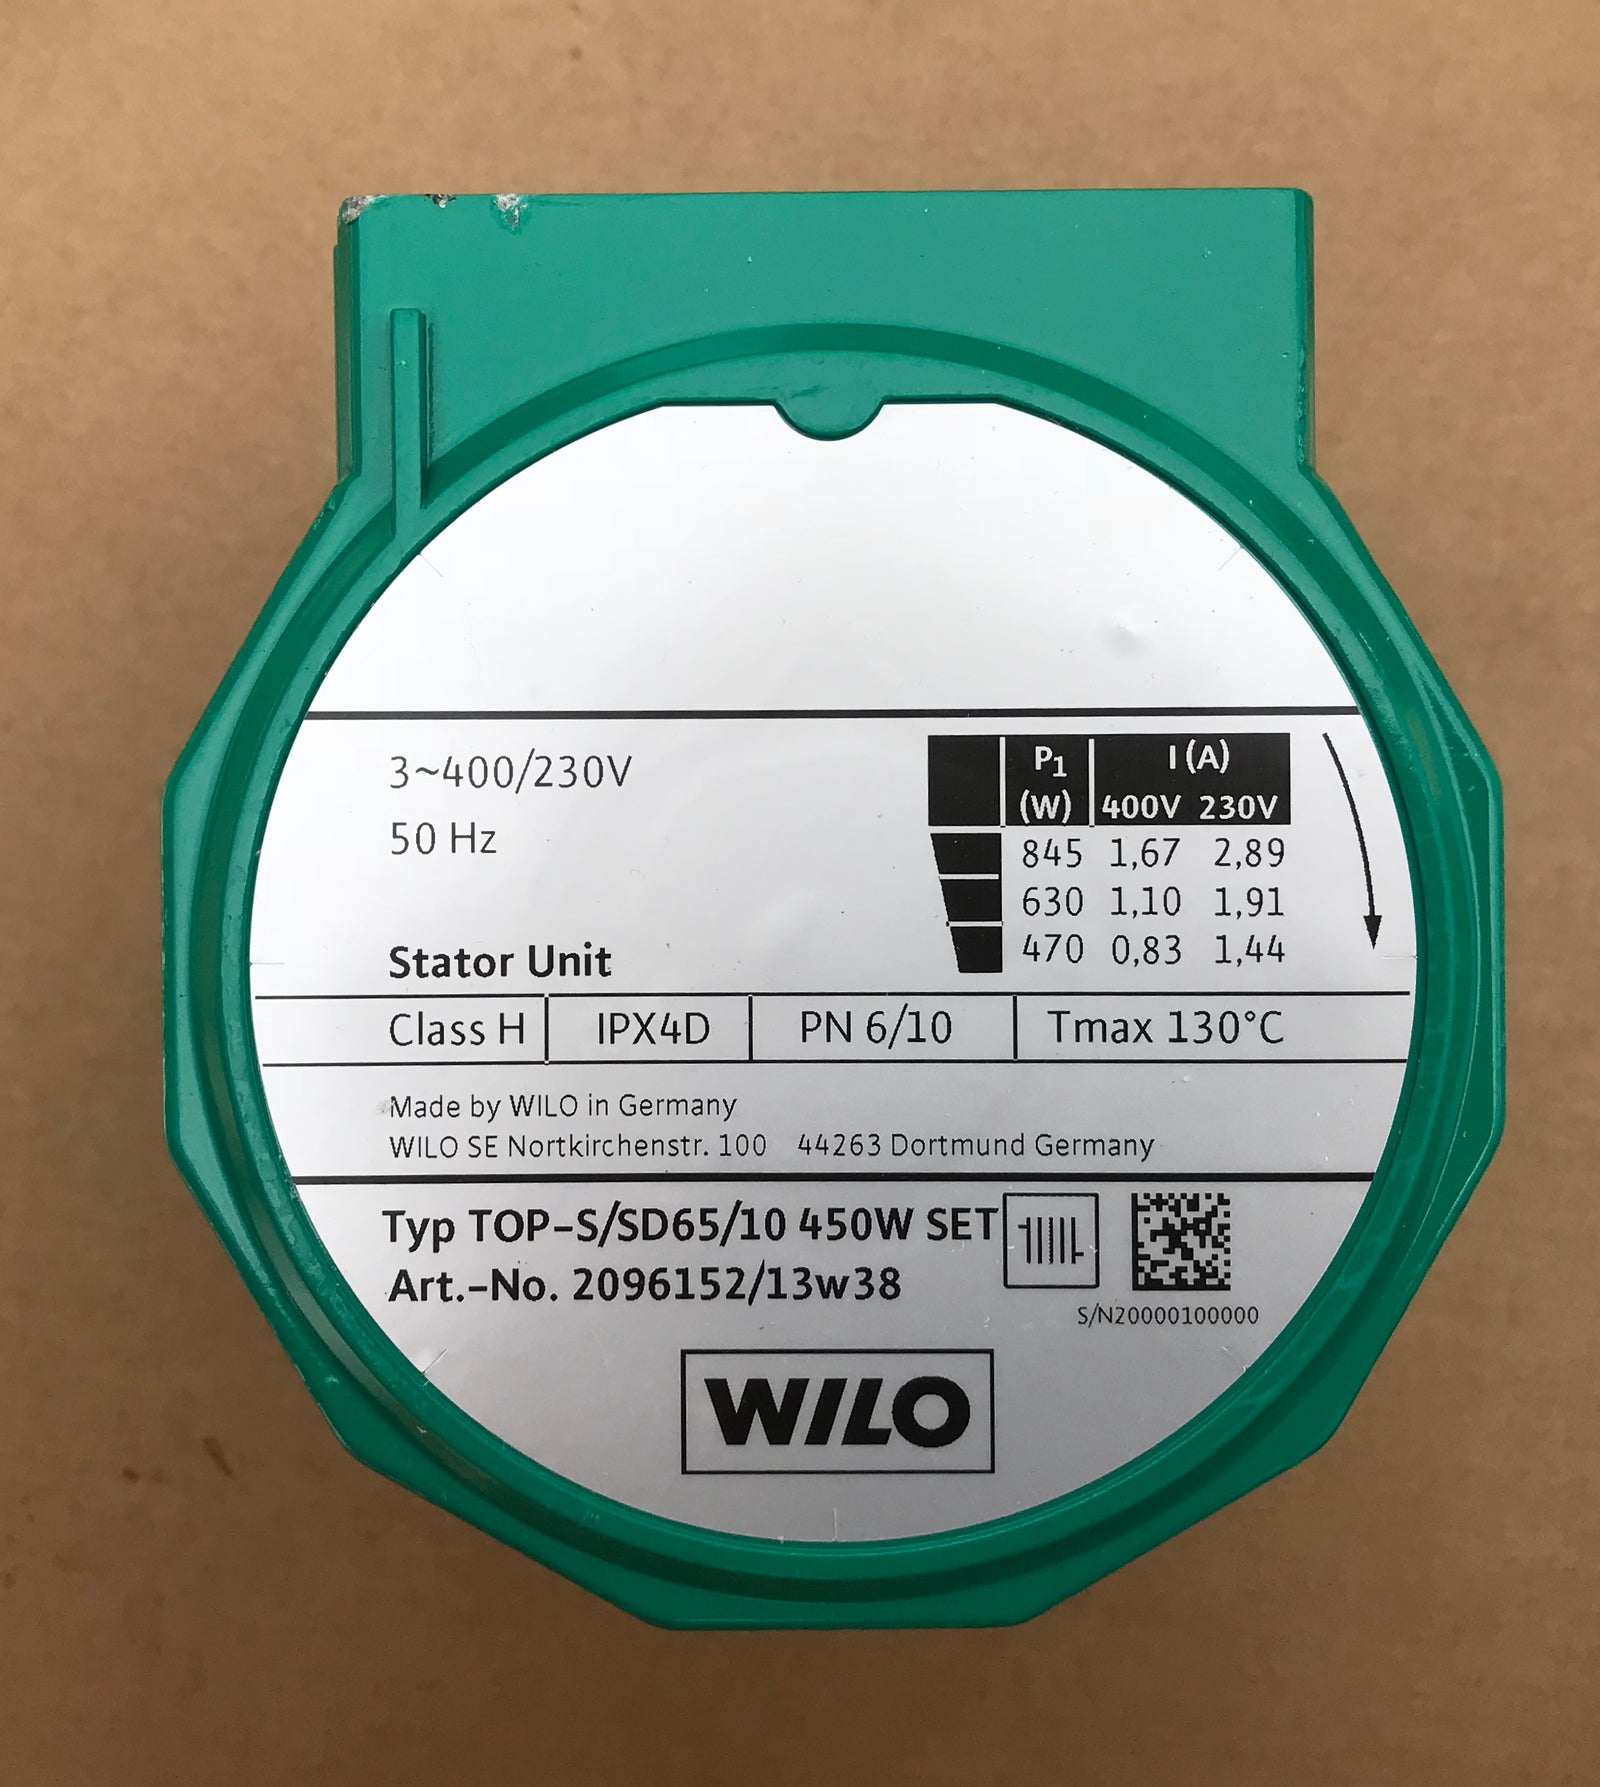 3~400/230V
50 Hz
P1 I (A)
(W) 400V 230V
845 1,67 2,89
630 1,10 1,91
470 0,83 1,44
Stator Unit
Class H IPX4D PN 6/10 Tmax 130°C
Made by WILO in Germany
WILO SE Nortkirchenstr. 100 44263 Dortmund Germany
Typ TOP-S/SD65/10 450W SET
Art.-No. 2096152/13w38
S/N20000100000
WILO